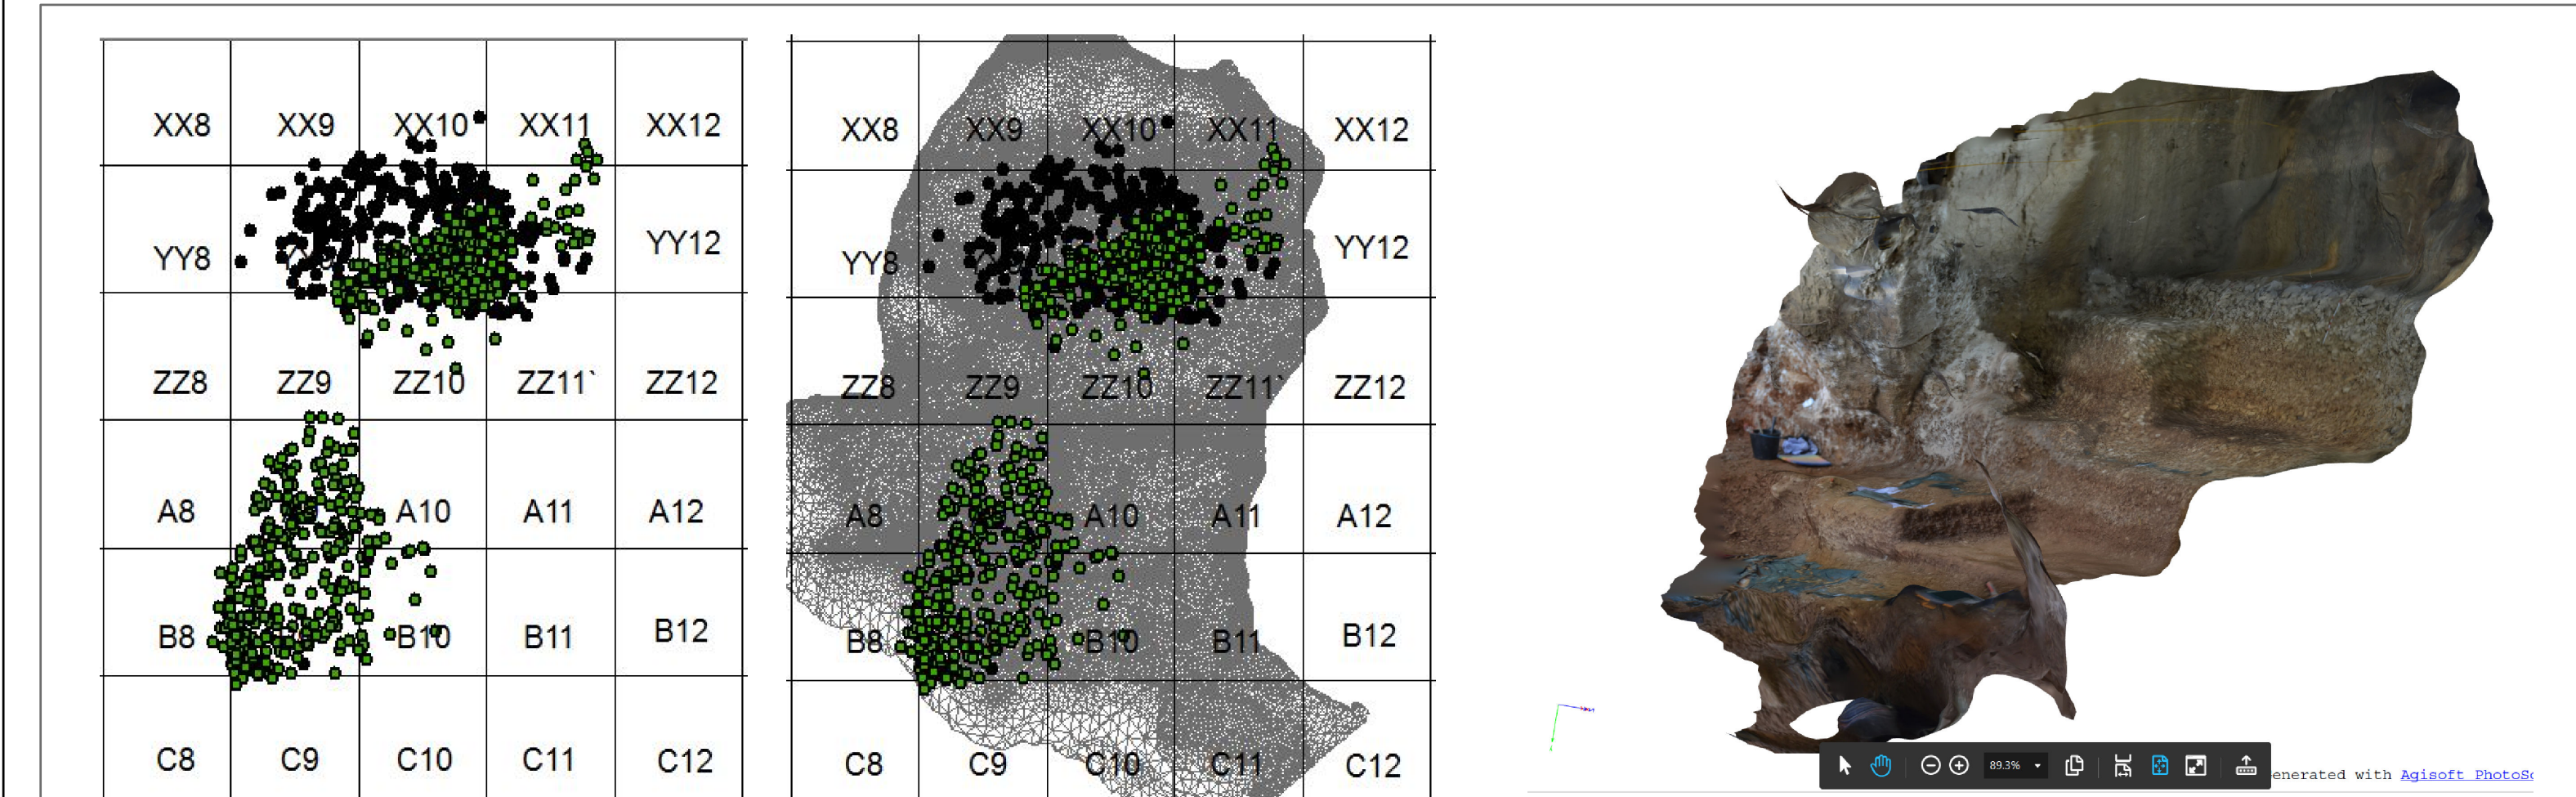 XX8 XX9 XX10 XX11 XX12
YY8 YY12
ZZ8 ZZ9 ZZ10 ZZ11` ZZ12
A8 A10 A11 A12
B8 B10 B11 B12
C8 C9 C10 C11 C12
XX8 XX9 XX10 XX11 XX12
YY8 YY12
ZZ8 ZZ9 ZZ10 ZZ11` ZZ12
A8 A10 A11 A12
B8 B10 B11 B12
C8 C9 C10 C11 C12
89.3%
enerated with Agisoft PhotoSc